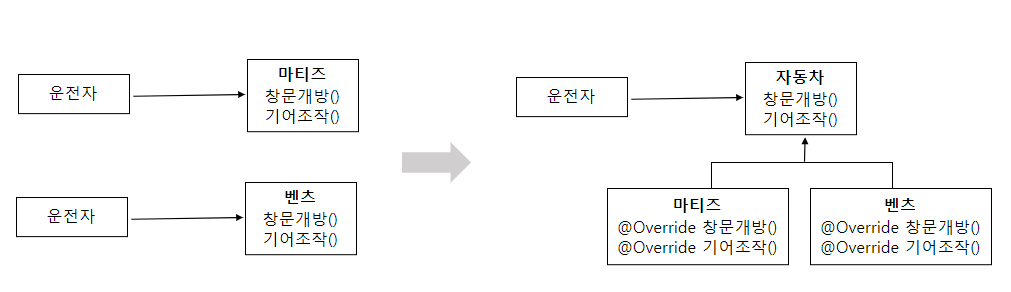 운전자
마티즈
창문개방()
기어조작()
운전자
벤츠
창문개방()
기어조작()
운전자
자동차
창문개방()
기어조작()
마티즈
@Override 창문개방()
@Override 기어조작()
벤츠
@Override 창문개방()
@Override 기어조작()